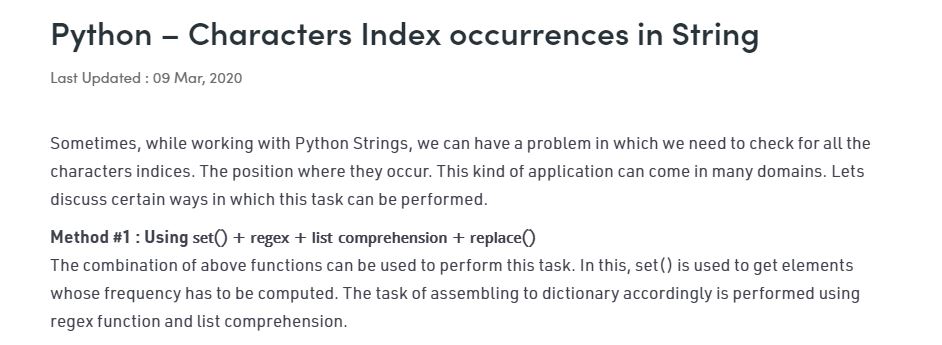 Python – Characters Index occurrences in String
Last Updated : 09 Mar, 2020
Sometimes, while working with Python Strings, we can have a problem in which we need to check for all the
characters indices. The position where they occur. This kind of application can come in many domains. Lets
discuss certain ways in which this task can be performed.
Method #1 : Using set() + regex + list comprehension + replace()
The combination of above functions can be used to perform this task. In this, set() is used to get elements
whose frequency has to be computed. The task of assembling to dictionary accordingly is performed using
regex function and list comprehension.